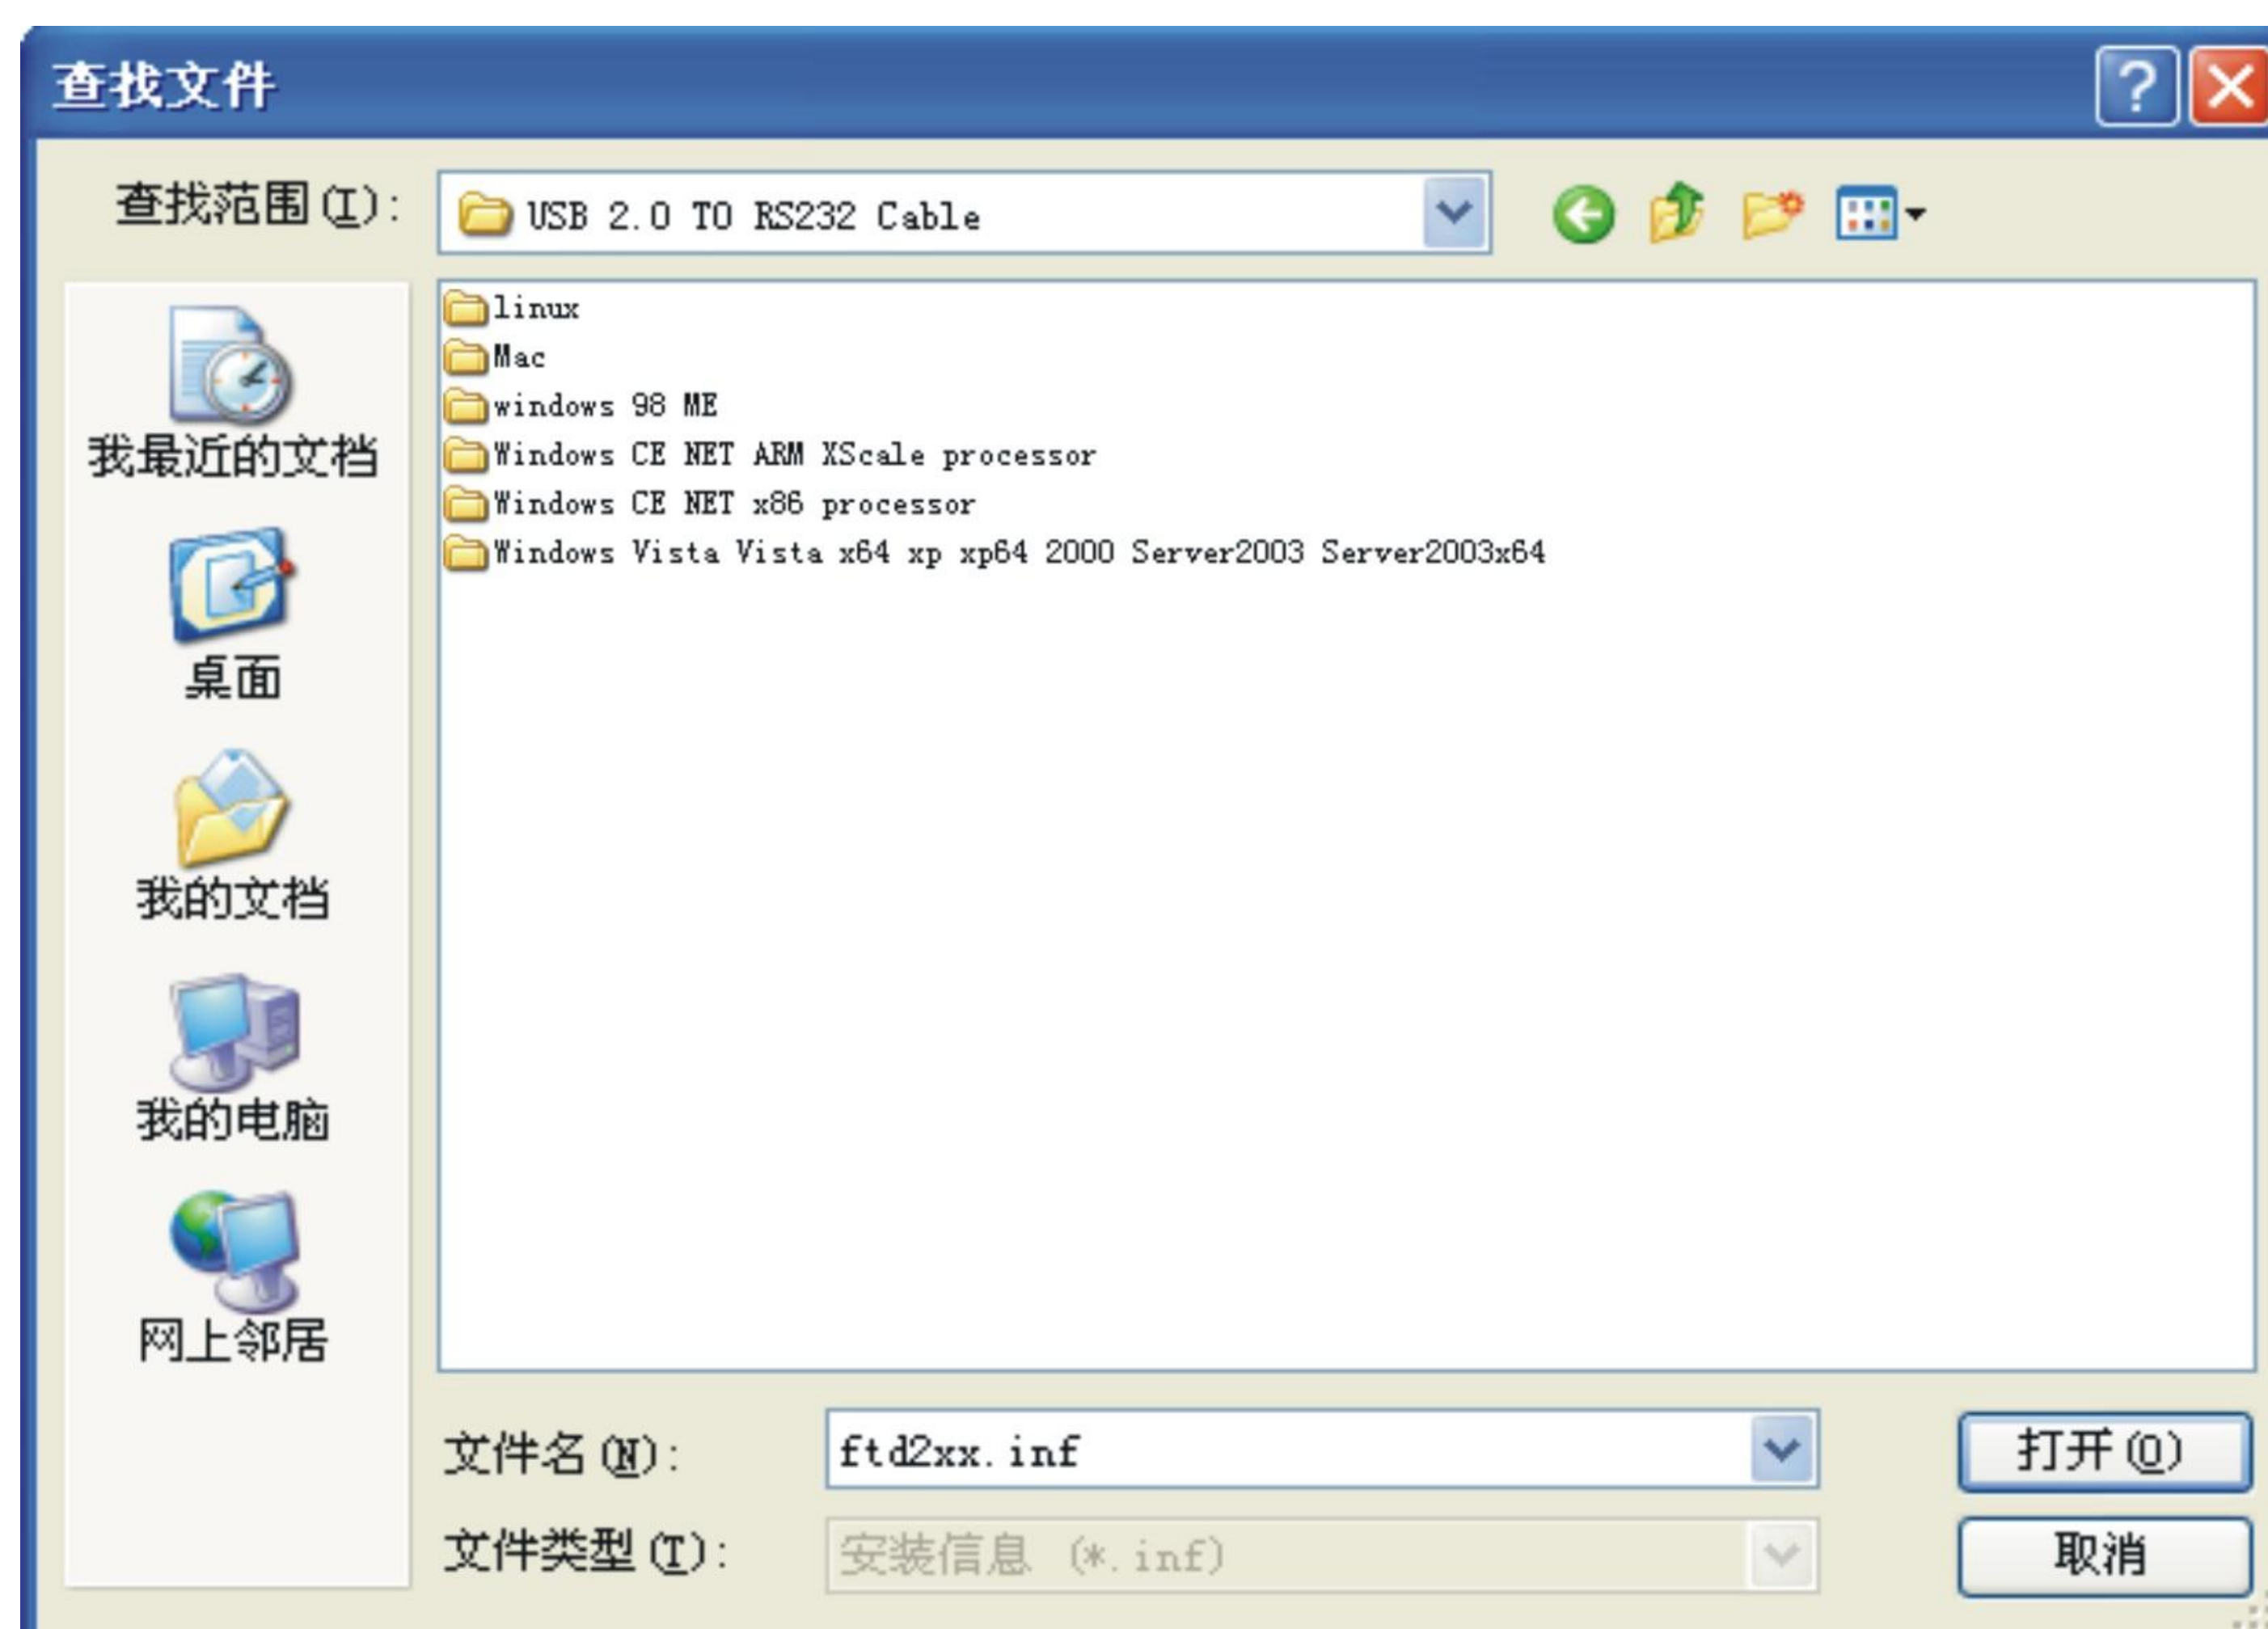 查找文件
查找范围(I):
USB 2.0 TO RS232 Cable
linux
Mac
windows 98 ME
Windows CE NET ARM XScale processor
Windows CE NET x86 processor
Windows Vista Vista x64 xp xp64 2000 Server2003 Server2003x64
我最近的文档
桌面
我的文档
我的电脑
网上邻居
文件名(N):
ftd2xx.inf
打开(O)
文件类型(T):
安装信息 (*.inf)
取消